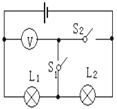 V S₂
S₁
L₁ L₂